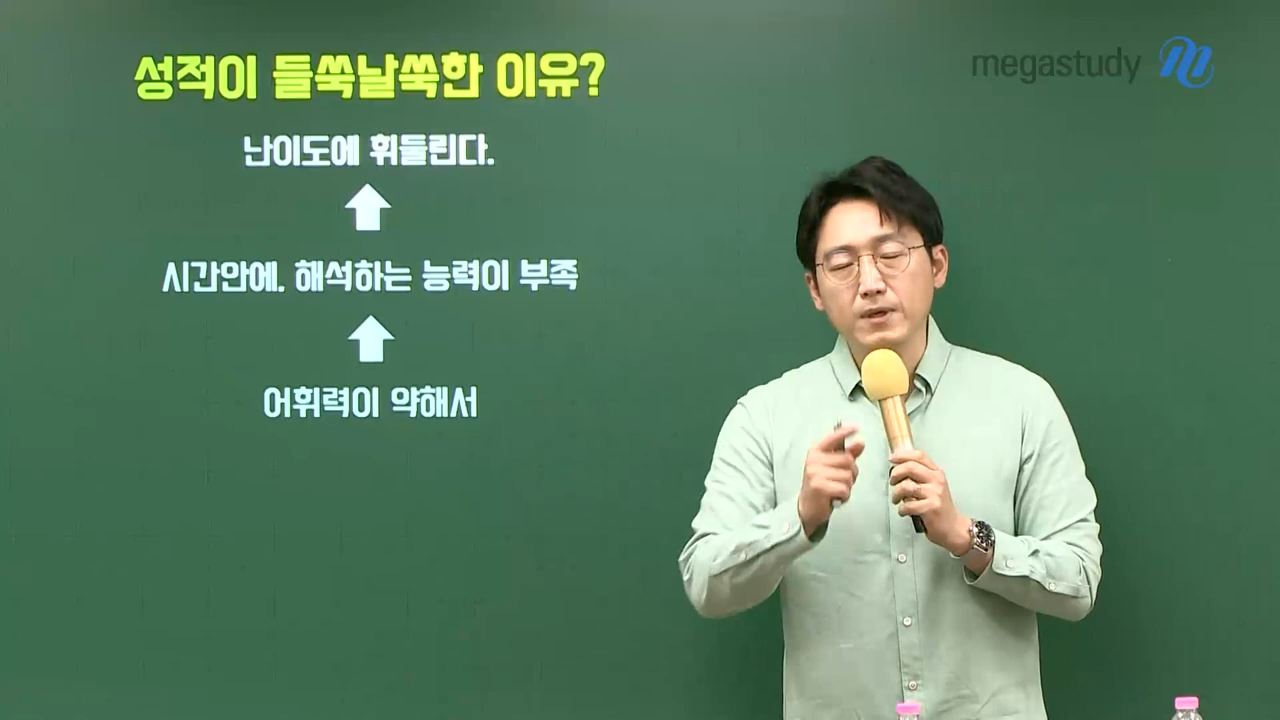 성적이 들쑥날쑥한 이유?
megastudy
난이도에 휘둘린다.
시간안에, 해석하는 능력이 부족
어휘력이 약해서